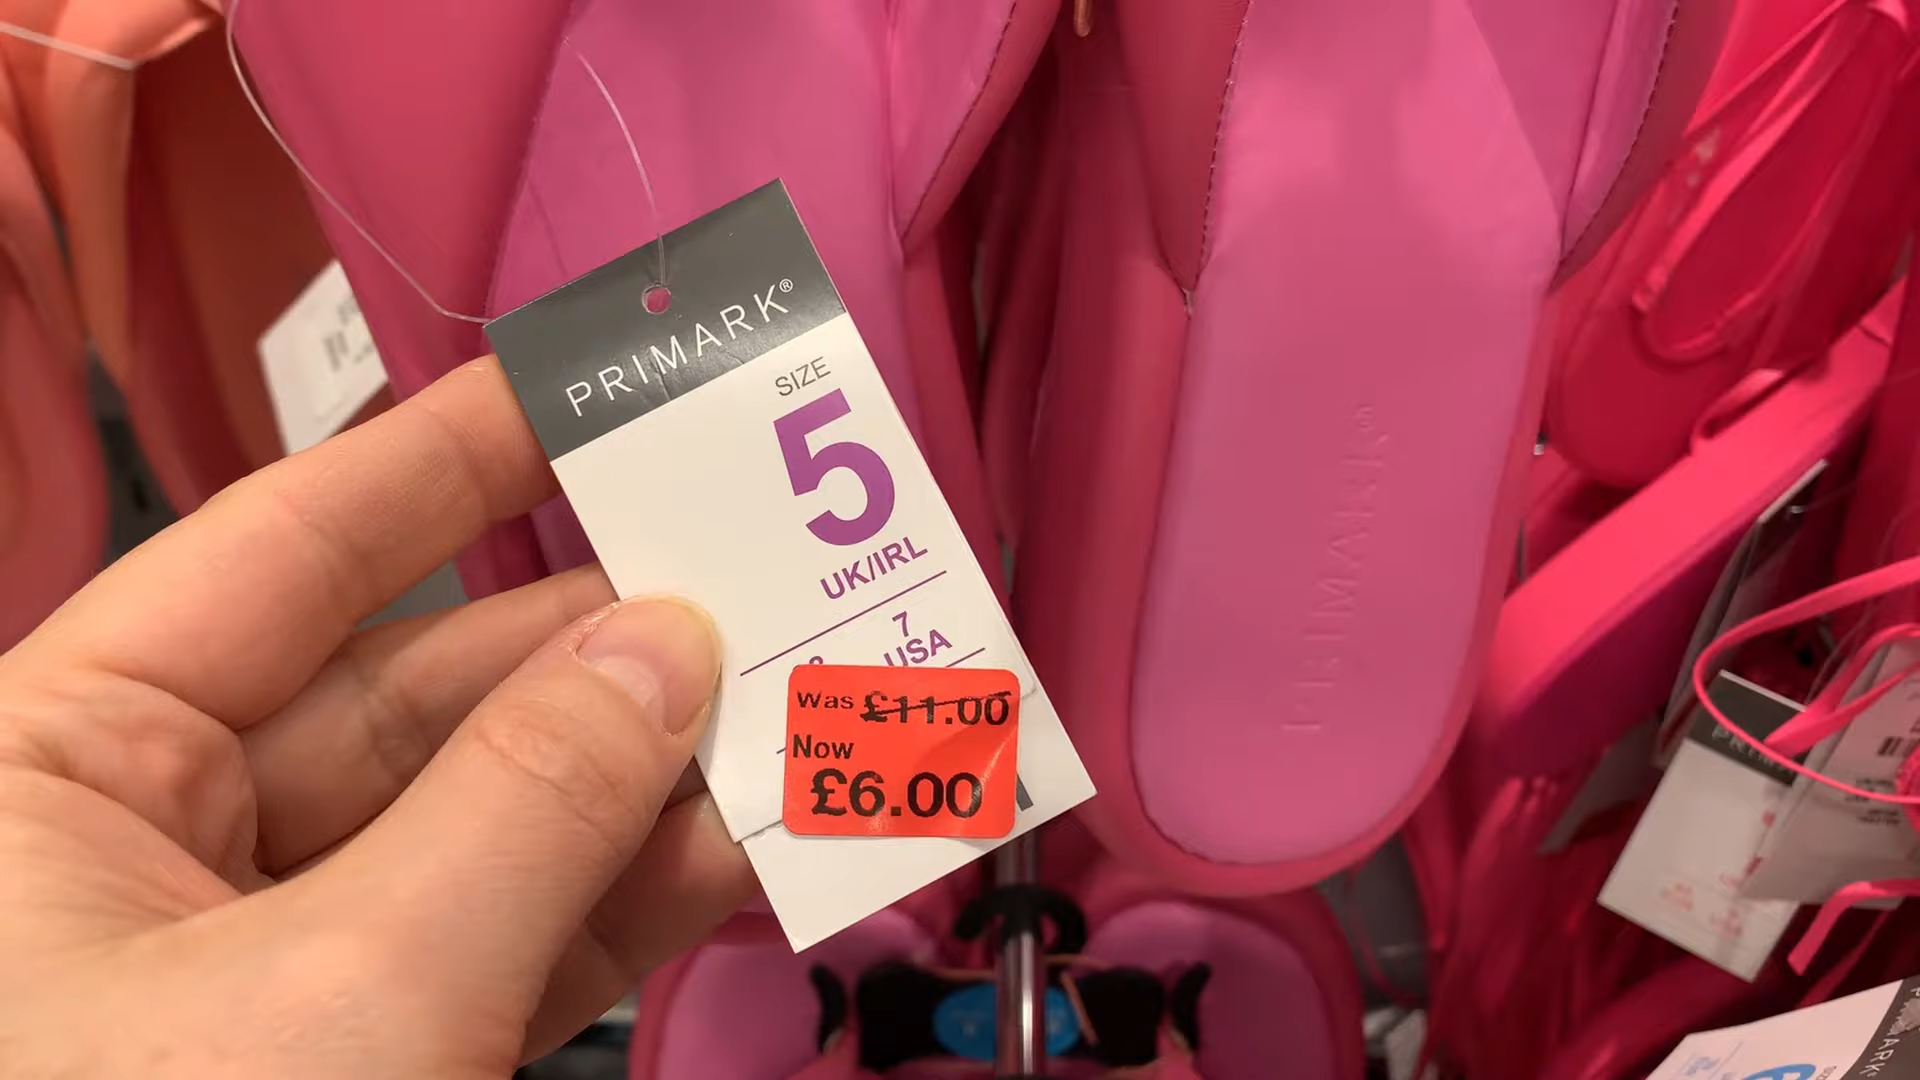 PRIMARK®
SIZE
5
UK/IRL
7
USA
Was £11.00
Now
£6.00
PRIMARK®